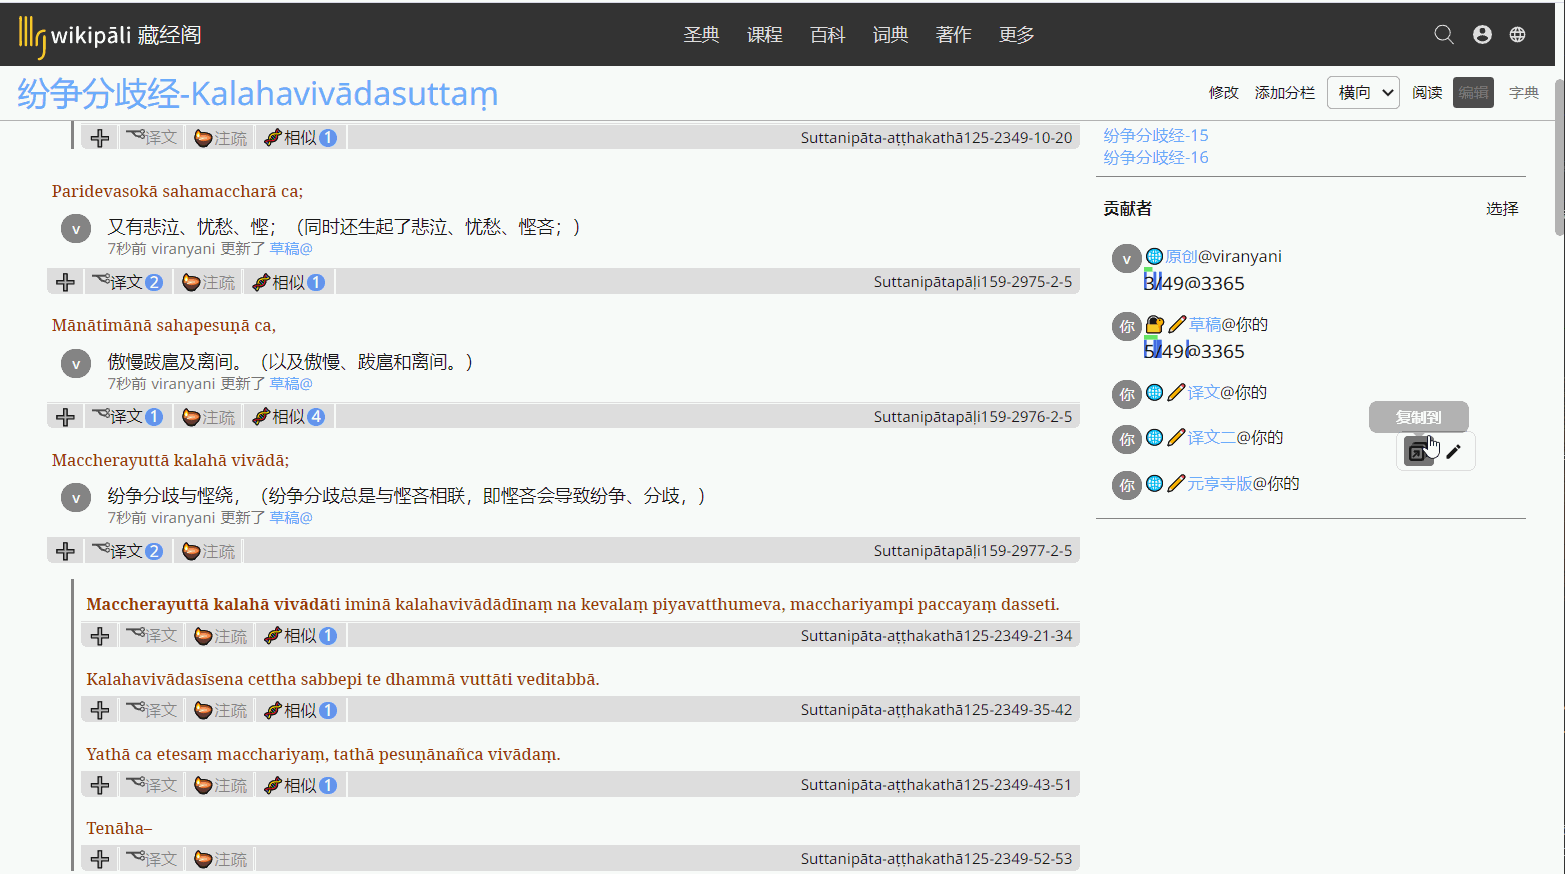 wikipāli 藏经阁 圣典 课程 百科 词典 著作 更多
纷争分歧经-Kalahavivādasuttaṃ 修改 添加分栏 横向 阅读 编辑 字典
译文 注疏 相似 1 Suttanipāta-aṭṭhakathā125-2349-10-20
Paridevasokā sahamaccharā ca;
v 又有悲泣、忧愁、悭；（同时还生起了悲泣、忧愁、悭吝；）
7秒前 viranyani 更新了 草稿@
译文 2 注疏 相似 1 Suttanipātapāḷi159-2975-2-5
Mānātimānā sahapesuṇā ca,
v 傲慢跋扈及离间。（以及傲慢、跋扈和离间。）
7秒前 viranyani 更新了 草稿@
译文 1 注疏 相似 4 Suttanipātapāḷi159-2976-2-5
Maccherayuttā kalahā vivādā;
v 纷争分歧与悭绕，（纷争分歧总是与悭吝相联，即悭吝会导致纷争、分歧，）
7秒前 viranyani 更新了 草稿@
译文 2 注疏 Suttanipātapāḷi159-2977-2-5
Maccherayuttā kalahā vivādāti iminā kalahavivādādīnaṃ na kevalaṃ piyavatthumeva, macchariyampi paccayaṃ dasseti.
译文 注疏 相似 1 Suttanipāta-aṭṭhakathā125-2349-21-34
Kalahavivādasīsena cettha sabbepi te dhammā vuttāti veditabbā.
译文 注疏 相似 1 Suttanipāta-aṭṭhakathā125-2349-35-42
Yathā ca etesaṃ macchariyaṃ, tathā pesuṇānañca vivādaṃ.
译文 注疏 相似 1 Suttanipāta-aṭṭhakathā125-2349-43-51
Tenāha–
译文 注疏 Suttanipāta-aṭṭhakathā125-2349-52-53
纷争分歧经-15
纷争分歧经-16
贡献者 选择
v 原创@viranyani
3/49@3365
你 草稿@你的
5/49@3365
你 译文@你的
复制到
你 译文二@你的
你 元亨寺版@你的